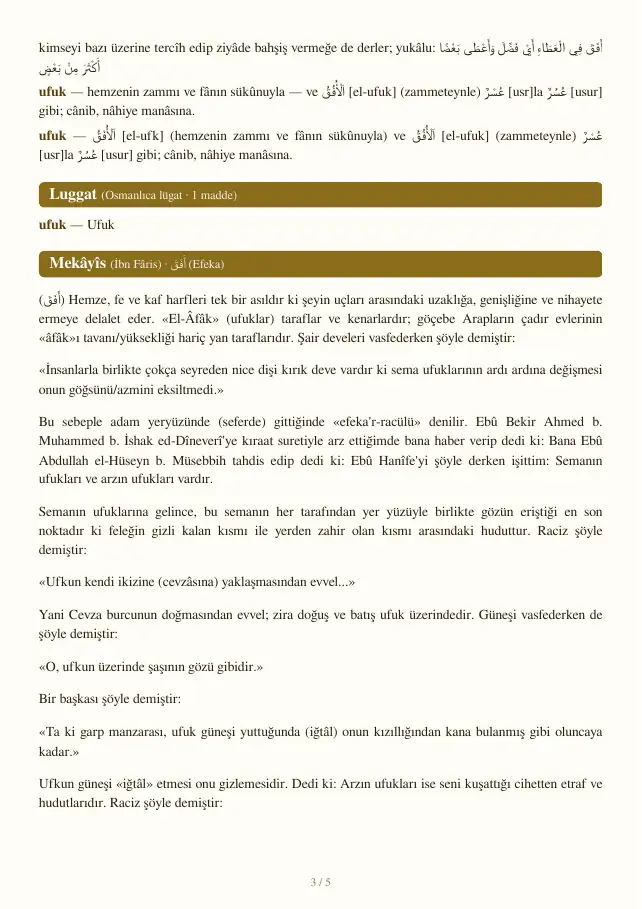 kimseyi bazı üzerine tercîh edip ziyâde bahşiş vermeğe de derler; yukâlu: أَفَقَ فِي الْعَطَاءِ أَيْ فَضَّلَ وَأَعْطَى بَعْضًا
أَكْثَرَ مِنْ بَعْضٍ
ufuk — hemzenin zammı ve fânın sükûnuyla — ve اَلْأُفُقُ [el-ufuk] (zammeteynle) عُسْرٌ [usr]la عُسُرٌ [usur]
gibi; cânib, nâhiye manâsına.
ufuk — اَلْأُفْقُ [el-ufk] (hemzenin zammı ve fânın sükûnuyla) ve اَلْأُفُقُ [el-ufuk] (zammeteynle) عُسْرٌ
[usr]la عُسُرٌ [usur] gibi; cânib, nâhiye manâsına.
Luggat (Osmanlıca lügat · 1 madde)
ufuk — Ufuk
Mekâyîs (İbn Fâris) · أَفَقَ (Efeka)
(أَفَقَ) Hemze, fe ve kaf harfleri tek bir asıldır ki şeyin uçları arasındaki uzaklığa, genişliğine ve nihayete
ermeye delalet eder. «El-Âfâk» (ufuklar) taraflar ve kenarlardır; göçebe Arapların çadır evlerinin
«âfâk»ı tavanı/yüksekliği hariç yan taraflarıdır. Şair develeri vasfederken şöyle demiştir:
«İnsanlarla birlikte çokça seyreden nice dişi kırık deve vardır ki sema ufuklarının ardı ardına değişmesi
onun göğsünü/azmini eksiltmedi.»
Bu sebeple adam yeryüzünde (seferde) gittiğinde «efeka'r-racülü» denilir. Ebû Bekir Ahmed b.
Muhammed b. İshak ed-Dîneverî'ye kıraat suretiyle arz ettiğimde bana haber verip dedi ki: Bana Ebû
Abdullah el-Hüseyn b. Müsebbih tahdis edip dedi ki: Ebû Hanîfe'yi şöyle derken işittim: Semanın
ufukları ve arzın ufukları vardır.
Semanın ufuklarına gelince, bu semanın her tarafından yer yüzüyle birlikte gözün eriştiği en son
noktadır ki feleğin gizli kalan kısmı ile yerden zahir olan kısmı arasındaki huduttur. Raciz şöyle
demiştir:
«Ufkun kendi ikizine (cevzâsına) yaklaşmasından evvel...»
Yani Cevza burcunun doğmasından evvel; zira doğuş ve batış ufuk üzerindedir. Güneşi vasfederken de
şöyle demiştir:
«O, ufkun üzerinde şaşının gözü gibidir.»
Bir başkası şöyle demiştir:
«Ta ki garp manzarası, ufuk güneşi yuttuğunda (iğtâl) onun kızıllığından kana bulanmış gibi oluncaya
kadar.»
Ufkun güneşi «iğtâl» etmesi onu gizlemesidir. Dedi ki: Arzın ufukları ise seni kuşattığı cihetten etraf ve
hudutlarıdır. Raciz şöyle demiştir:
3 / 5